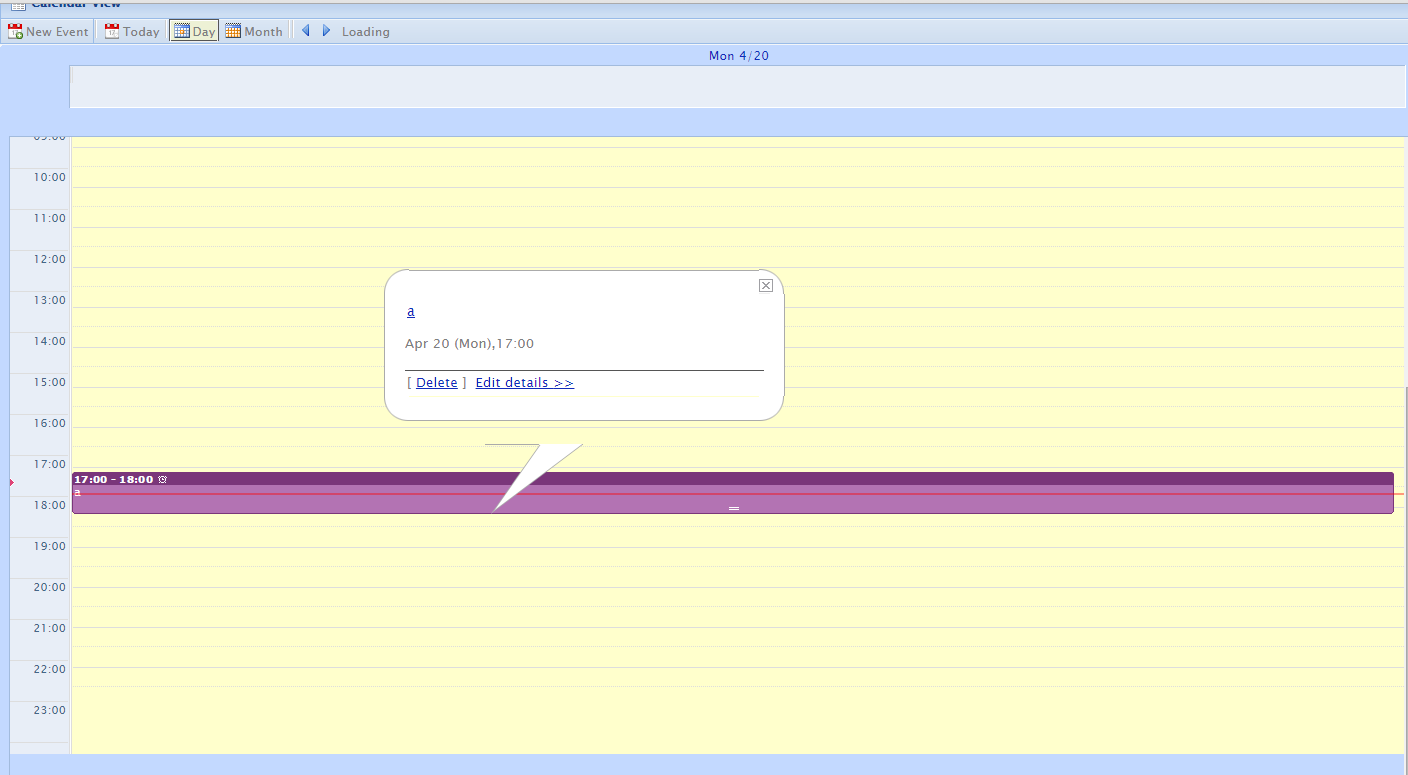 Calendar View
New Event Today Day Month Loading
Mon 4/20
09:00
10:00
11:00
12:00
13:00
14:00
15:00
16:00
17:00
18:00
19:00
20:00
21:00
22:00
23:00
a
Apr 20 (Mon),17:00
[ Delete ] Edit details >>
17:00 - 18:00
a